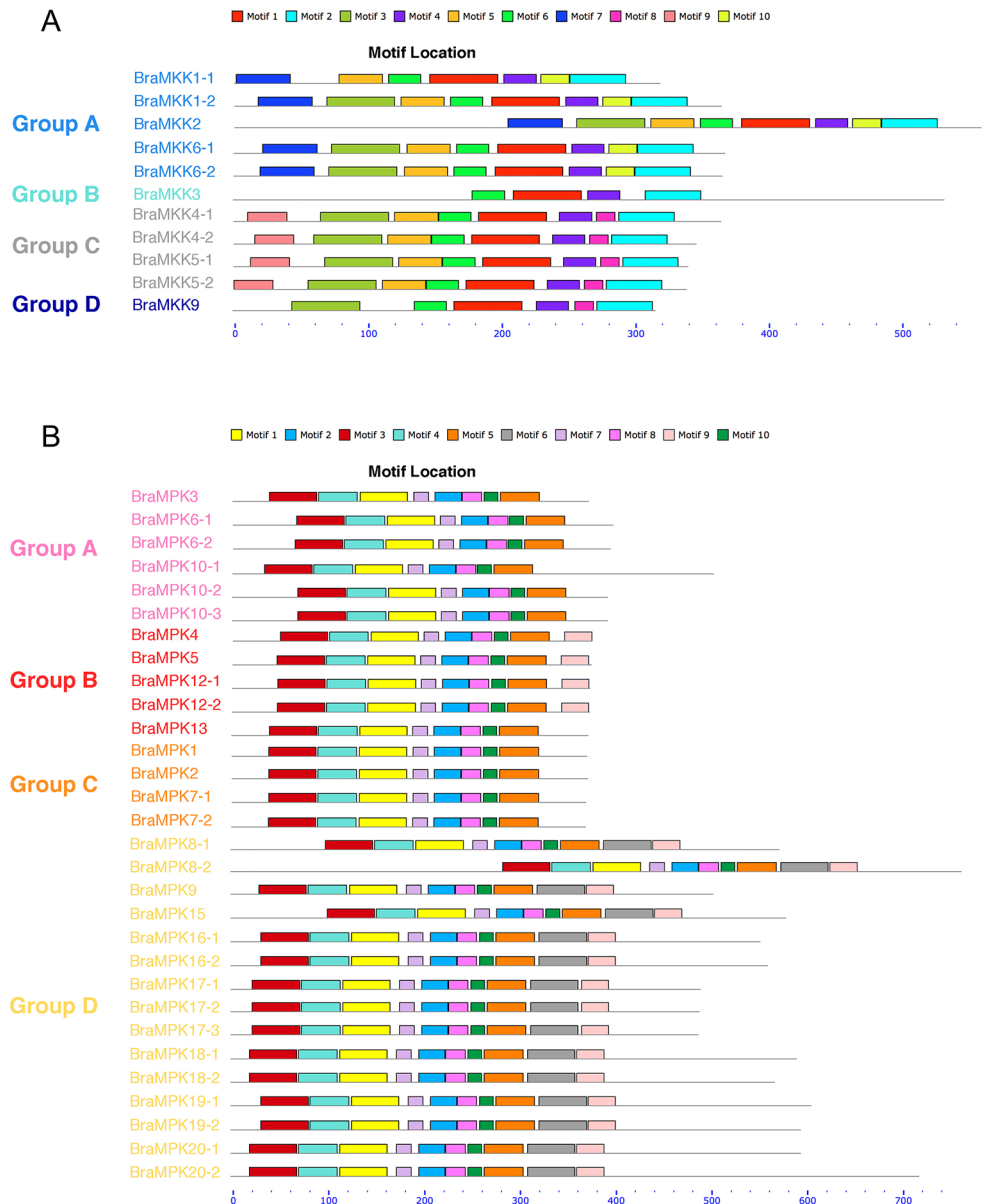 A
Motif 1 Motif 2 Motif 3 Motif 4 Motif 5 Motif 6 Motif 7 Motif 8 Motif 9 Motif 10
Motif Location
BraMKK1-1
BraMKK1-2
Group A BraMKK2
BraMKK6-1
BraMKK6-2
Group B BraMKK3
BraMKK4-1
BraMKK4-2
Group C
BraMKK5-1
BraMKK5-2
Group D BraMKK9
0 100 200 300 400 500
B
Motif 1 Motif 2 Motif 3 Motif 4 Motif 5 Motif 6 Motif 7 Motif 8 Motif 9 Motif 10
Motif Location
BraMPK3
BraMPK6-1
BraMPK6-2
Group A
BraMPK10-1
BraMPK10-2
BraMPK10-3
BraMPK4
BraMPK5
Group B BraMPK12-1
BraMPK12-2
BraMPK13
BraMPK1
BraMPK2
Group C
BraMPK7-1
BraMPK7-2
BraMPK8-1
BraMPK8-2
BraMPK9
BraMPK15
BraMPK16-1
BraMPK16-2
BraMPK17-1
Group D BraMPK17-2
BraMPK17-3
BraMPK18-1
BraMPK18-2
BraMPK19-1
BraMPK19-2
BraMPK20-1
BraMPK20-2
0 100 200 300 400 500 600 700